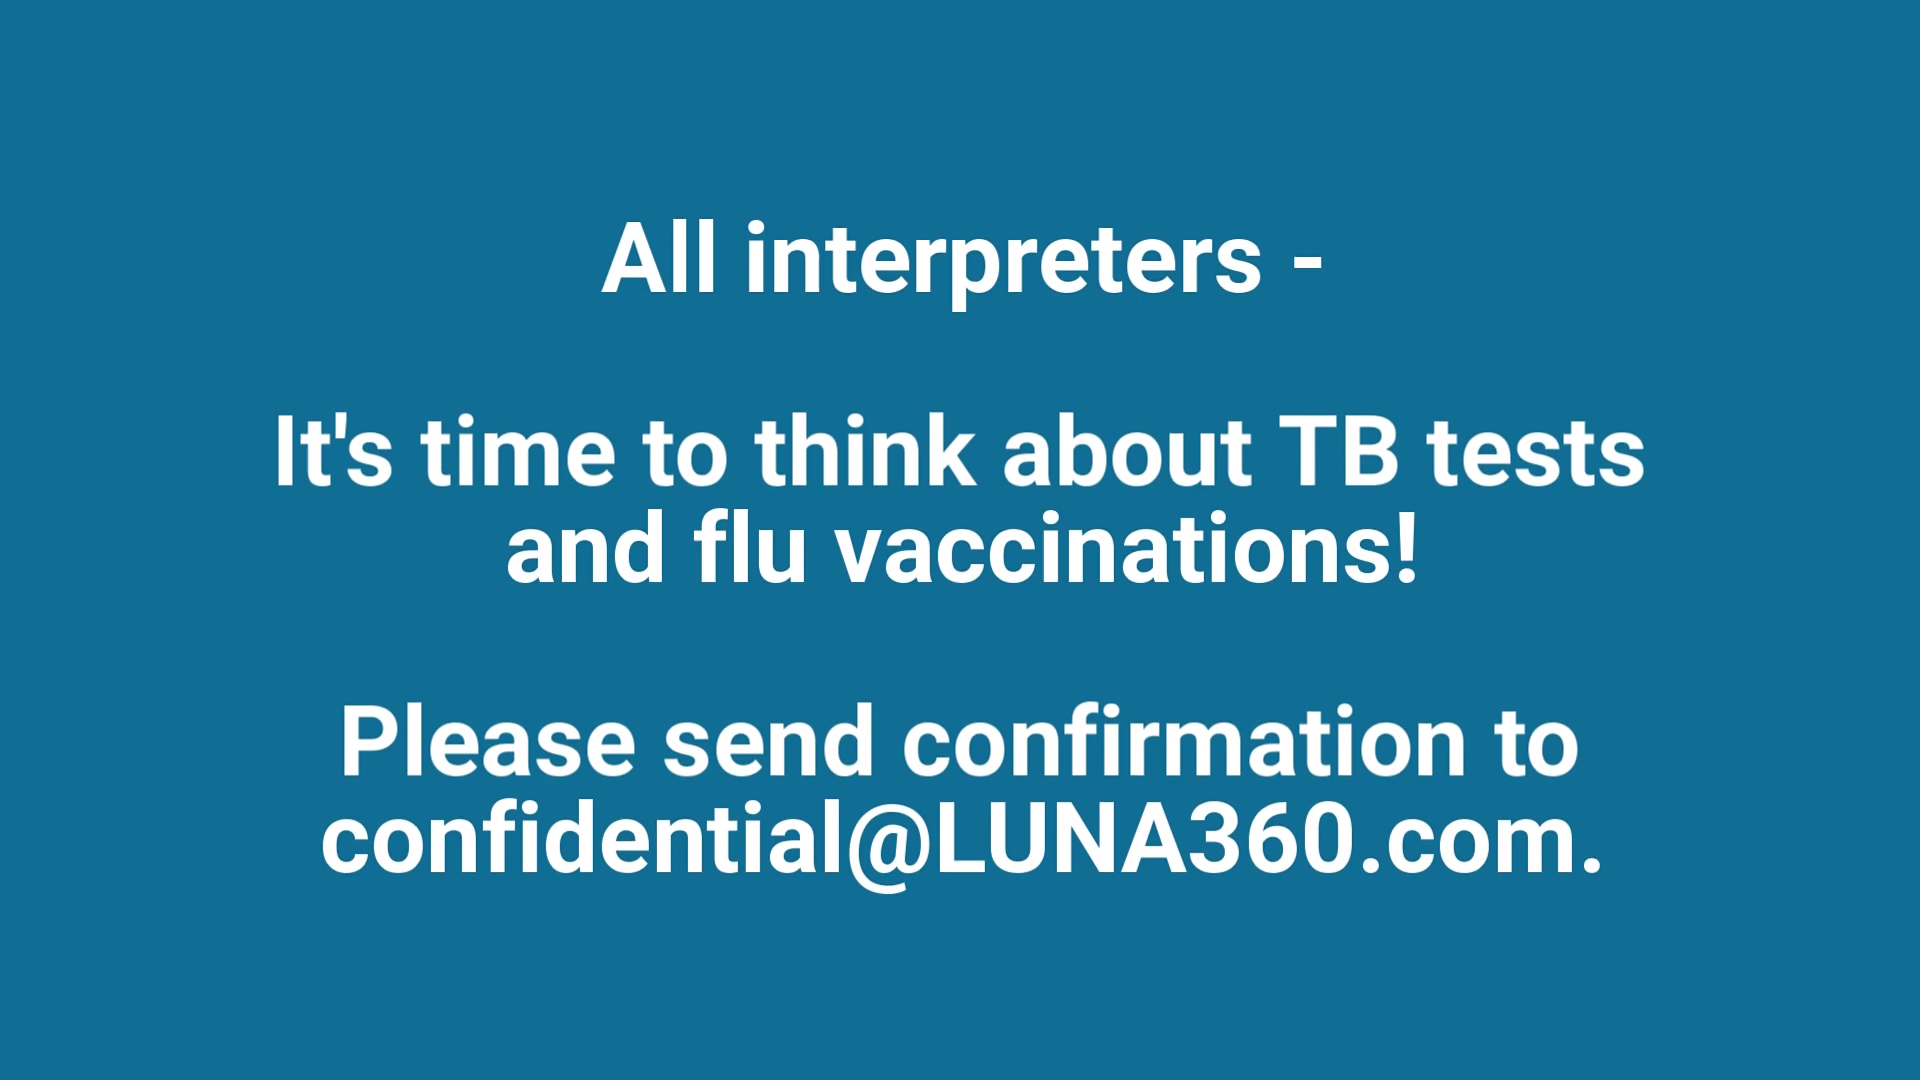 All interpreters -
It's time to think about TB tests
and flu vaccinations!
Please send confirmation to
confidential@LUNA360.com.